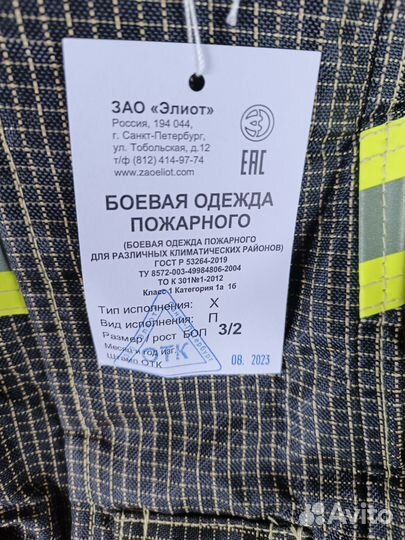 ЗАО «Элиот»
Россия, 194 044,
г. Санкт-Петербург,
ул. Тобольская, д.12
т/ф (812) 414-97-74
www.zaoeliot.com
ЕАС
БОЕВАЯ ОДЕЖДА
ПОЖАРНОГО
(БОЕВАЯ ОДЕЖДА ПОЖАРНОГО
ДЛЯ РАЗЛИЧНЫХ КЛИМАТИЧЕСКИХ РАЙОНОВ)
ГОСТ Р 53264-2019
ТУ 8572-003-49984806-2004
ТО К 301№1-2012
Класс 1 Категория 1а 1б
Тип исполнения: Х
Вид исполнения: П
Размер / рост БОП 3/2
Месяц и год изг. 08. 2023
Штамп ОТК
ОТК
Avito